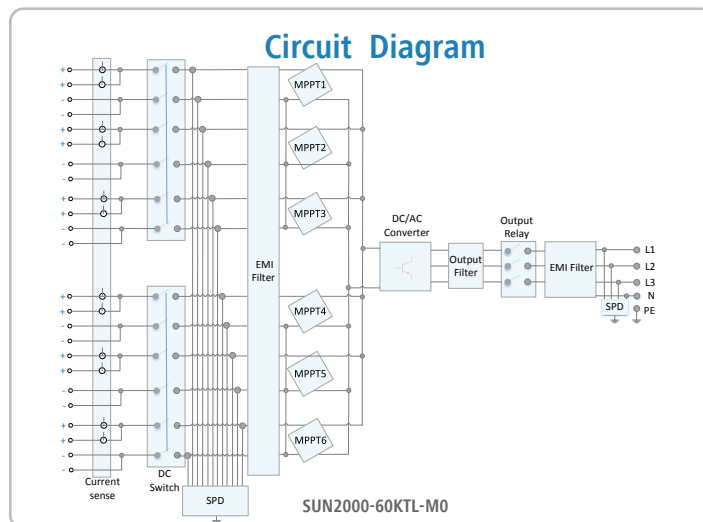 Circuit Diagram
+
+
-
-
+
+
-
-
+
+
-
-
+
+
-
-
+
+
-
-
+
+
-
-
Current
sense
DC
Switch
SPD
EMI
Filter
MPPT1
MPPT2
MPPT3
MPPT4
MPPT5
MPPT6
DC/AC
Converter
Output
Filter
Output
Relay
EMI Filter
SPD
L1
L2
L3
N
PE
SUN2000-60KTL-M0